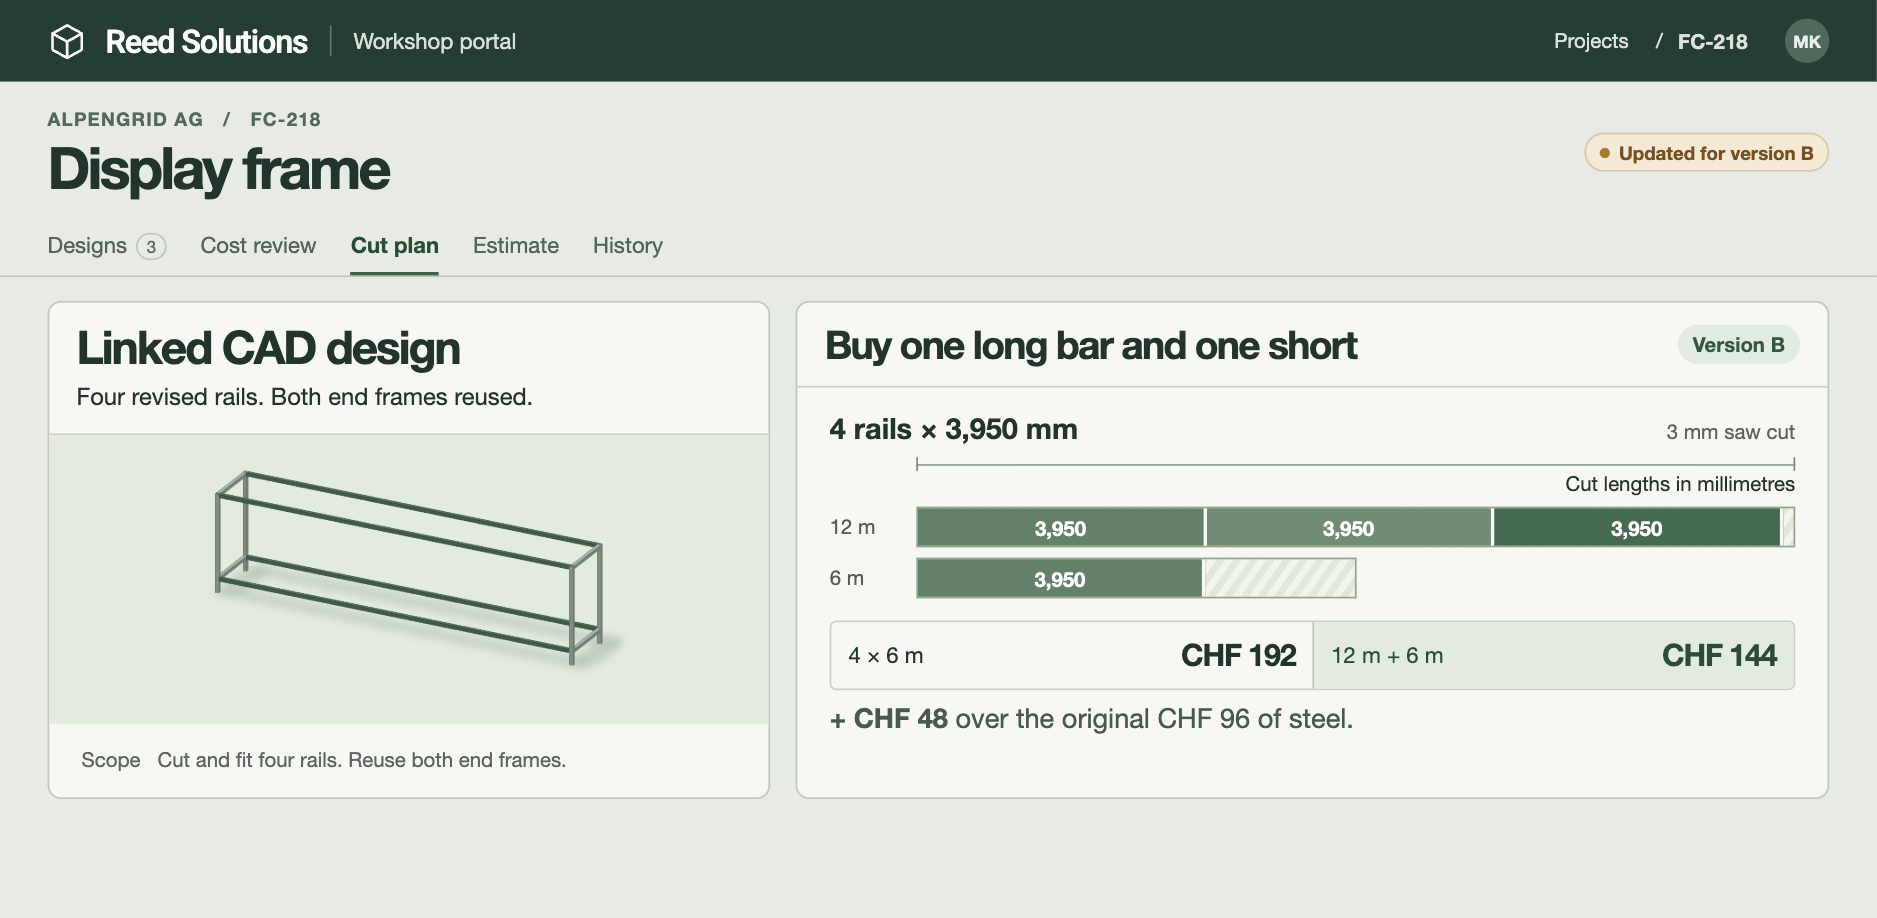 Reed Solutions
Workshop portal
Projects / FC-218
MK
ALPENGRID AG / FC-218
Display frame
Updated for version B
Designs 3
Cost review
Cut plan
Estimate
History
Linked CAD design
Four revised rails. Both end frames reused.
Scope Cut and fit four rails. Reuse both end frames.
Buy one long bar and one short
Version B
4 rails × 3,950 mm
3 mm saw cut
Cut lengths in millimetres
12 m 3,950 3,950 3,950
6 m 3,950
4 × 6 m CHF 192
12 m + 6 m CHF 144
+ CHF 48 over the original CHF 96 of steel.